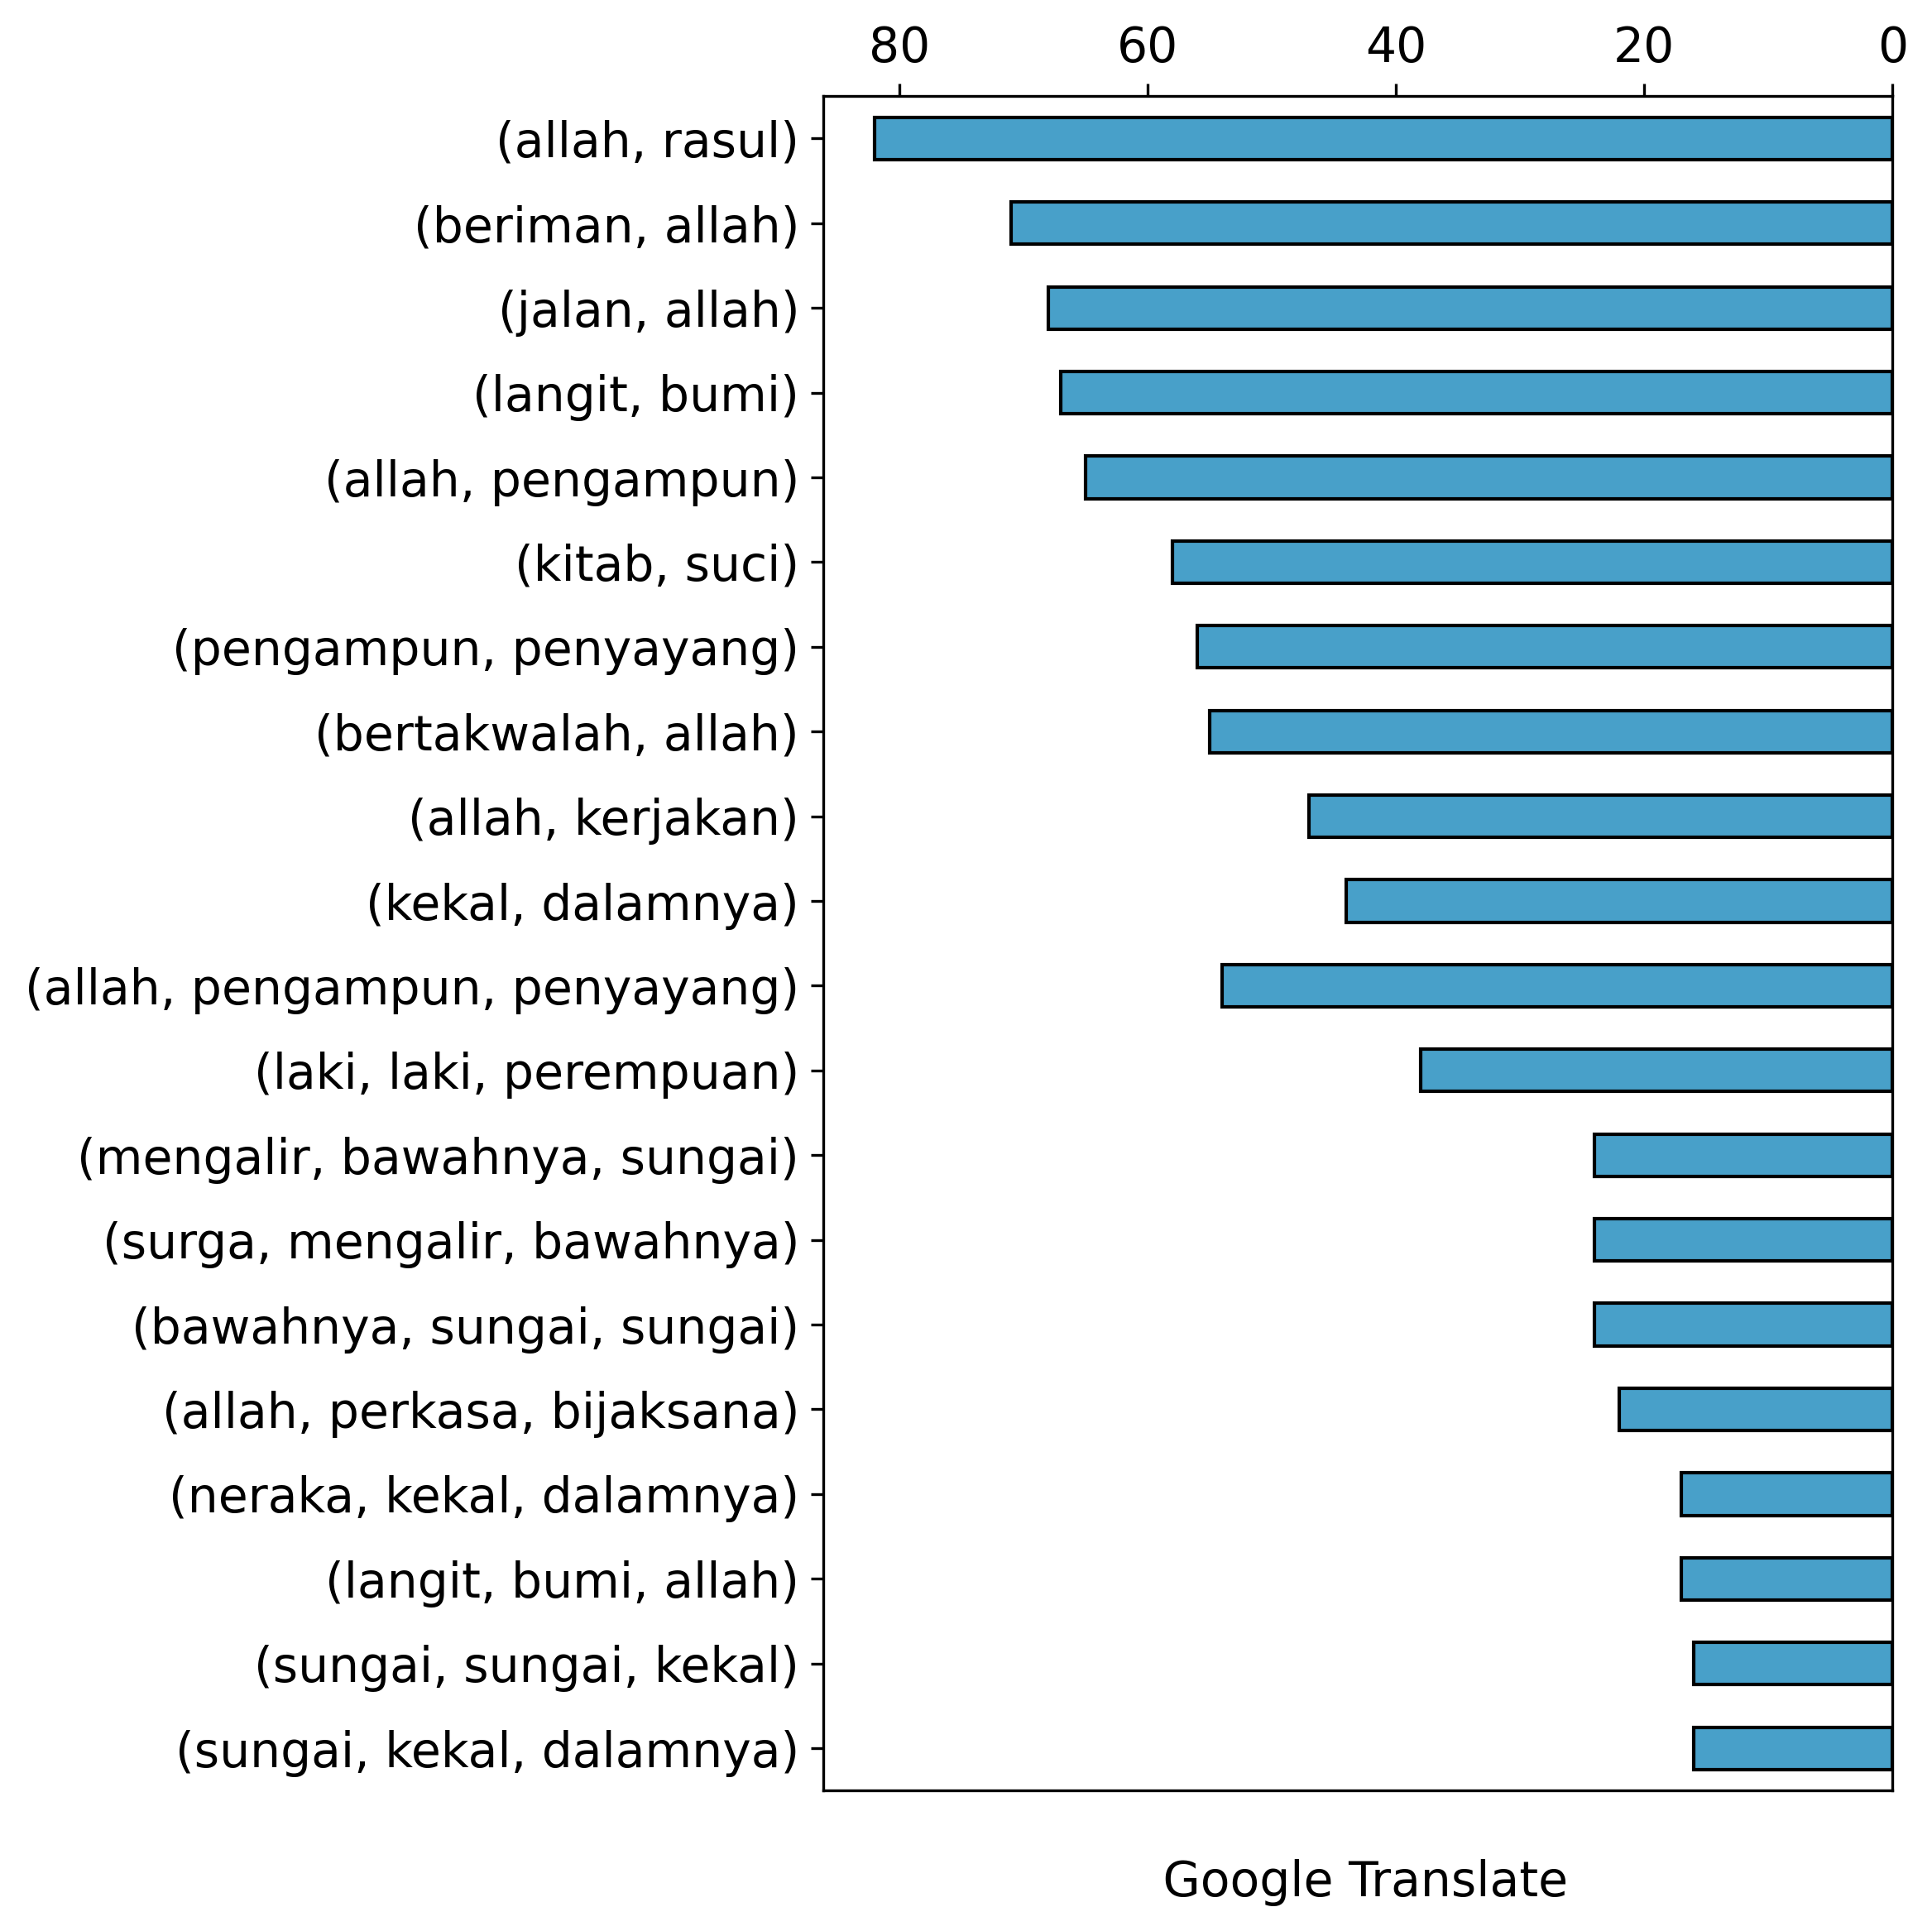 80 60 40 20 0
(allah, rasul)
(beriman, allah)
(jalan, allah)
(langit, bumi)
(allah, pengampun)
(kitab, suci)
(pengampun, penyayang)
(bertakwalah, allah)
(allah, kerjakan)
(kekal, dalamnya)
(allah, pengampun, penyayang)
(laki, laki, perempuan)
(mengalir, bawahnya, sungai)
(surga, mengalir, bawahnya)
(bawahnya, sungai, sungai)
(allah, perkasa, bijaksana)
(neraka, kekal, dalamnya)
(langit, bumi, allah)
(sungai, sungai, kekal)
(sungai, kekal, dalamnya)
Google Translate